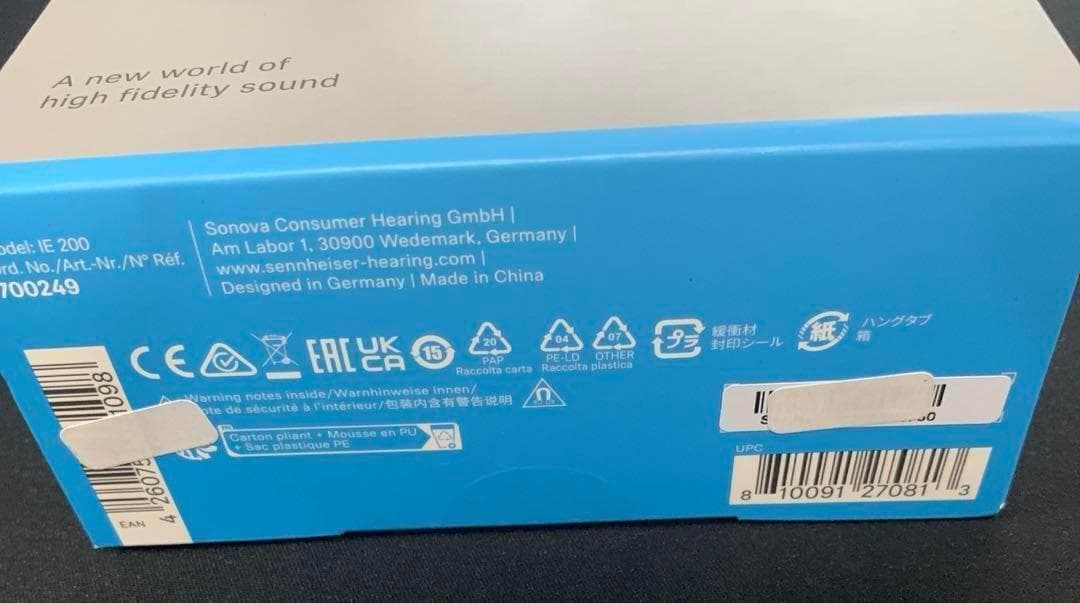 A new world of
high fidelity sound
odel: IE 200
rd. No./Art.-Nr./N° Réf.
700249
Sonova Consumer Hearing GmbH |
Am Labor 1, 30900 Wedemark, Germany |
www.sennheiser-hearing.com |
Designed in Germany | Made in China
CE EAC UK CA 15
20
PAP
Raccolta carta
04 07
PE-LD OTHER
Raccolta plastica
プラ 緩衝材
封印シール
紙 ハングタブ
箱
Warning notes inside/Warnhinweise innen/
ote de sécurité à l'intérieur/包装内含有警告说明
FR
Carton pliant + Mousse en PU
+ Sac plastique PE
EAN
4 26075 1098
UPC
8 10091 27081 3